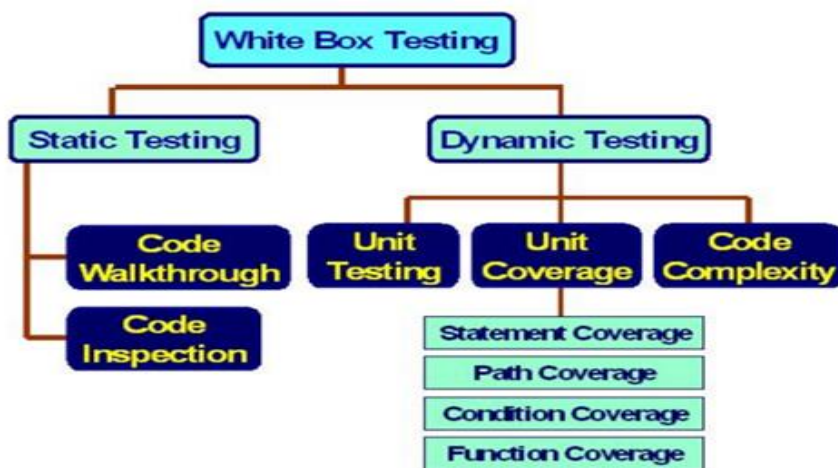 White Box Testing
Static Testing
Dynamic Testing
Code
Walkthrough
Unit
Testing
Unit
Coverage
Code
Complexity
Code
Inspection
Statement Coverage
Path Coverage
Condition Coverage
Function Coverage